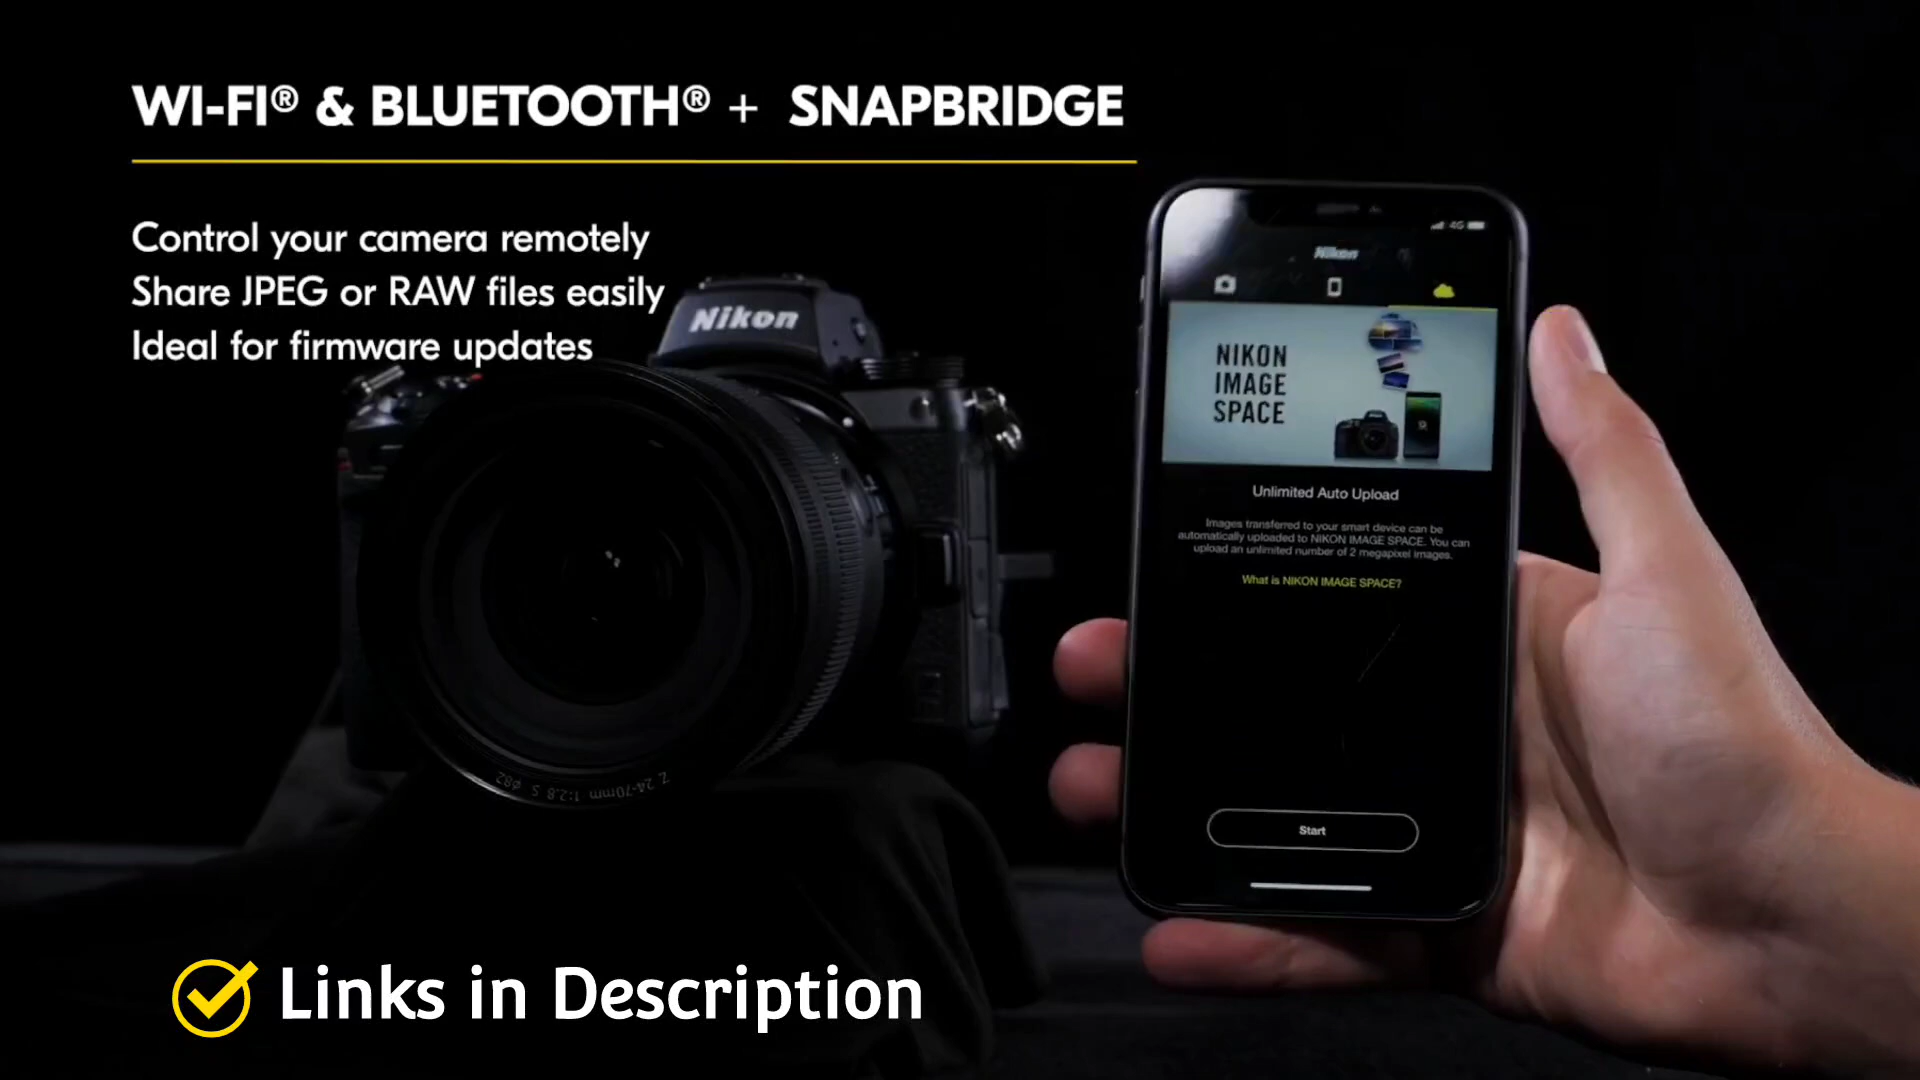 WI-FI® & BLUETOOTH® + SNAPBRIDGE
Control your camera remotely
Share JPEG or RAW files easily
Ideal for firmware updates
Nikon
Z 24-70mm 1:2.8 S ø82
4G
Nikon
NIKON
IMAGE
SPACE
Unlimited Auto Upload
Images transferred to your smart device can be
automatically uploaded to NIKON IMAGE SPACE. You can
upload an unlimited number of 2 megapixel images.
What is NIKON IMAGE SPACE?
Start
Links in Description